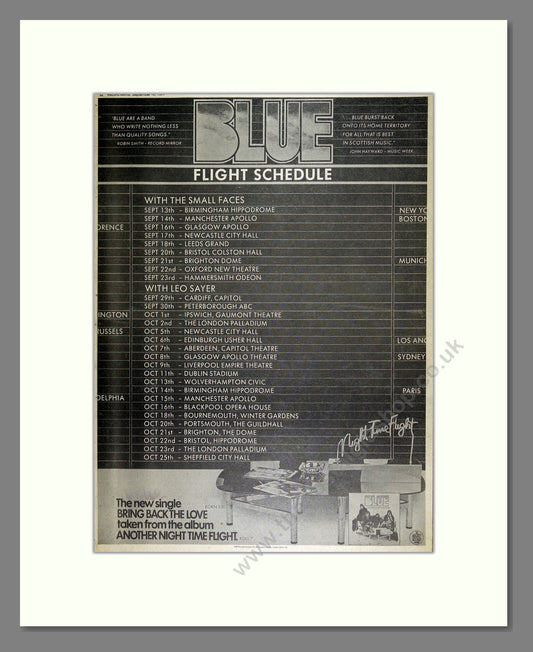 BLUE
"BLUE ARE A BAND
WHO WRITE NOTHING LESS
THAN QUALITY SONGS."
ROBIN SMITH - RECORD MIRROR
"... BLUE BURST BACK
ONTO ITS HOME TERRITORY
FOR ALL THAT IS BEST
IN SCOTTISH MUSIC."
JOHN HAYWARD - MUSIC WEEK
FLIGHT SCHEDULE
WITH THE SMALL FACES
SEPT 13th - BIRMINGHAM HIPPODROME
SEPT 14th - MANCHESTER APOLLO
SEPT 16th - GLASGOW APOLLO
SEPT 17th - NEWCASTLE CITY HALL
SEPT 18th - LEEDS GRAND
SEPT 20th - BRISTOL COLSTON HALL
SEPT 21st - BRIGHTON DOME
SEPT 22nd - OXFORD NEW THEATRE
SEPT 23rd - HAMMERSMITH ODEON
WITH LEO SAYER
SEPT 29th - CARDIFF, CAPITOL
SEPT 30th - PETERBOROUGH ABC
OCT 1st - IPSWICH, GAUMONT THEATRE
OCT 2nd - THE LONDON PALLADIUM
OCT 5th - NEWCASTLE CITY HALL
OCT 6th - EDINBURGH USHER HALL
OCT 7th - ABERDEEN, CAPITOL THEATRE
OCT 8th - GLASGOW APOLLO THEATRE
OCT 9th - LIVERPOOL EMPIRE THEATRE
OCT 11th - DUBLIN STADIUM
OCT 13th - WOLVERHAMPTON CIVIC
OCT 14th - BIRMINGHAM HIPPODROME
OCT 15th - MANCHESTER APOLLO
OCT 16th - BLACKPOOL OPERA HOUSE
OCT 18th - BOURNEMOUTH, WINTER GARDENS
OCT 20th - PORTSMOUTH, THE GUILDHALL
OCT 21st - BRIGHTON, THE DOME
OCT 22nd - BRISTOL, HIPPODROME
OCT 23rd - THE LONDON PALLADIUM
OCT 25th - SHEFFIELD CITY HALL
ORENCE
INGTON
RUSSELS
DELPHIA
NEW YO
BOSTON
MUNICH
LOS ANG
SYDNEY
PARIS
Night Time Flight
BLUE
The new single
BRING BACK THE LOVE
taken from the album
ANOTHER NIGHT TIME FLIGHT.